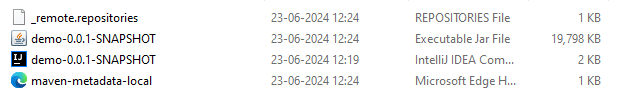 _remote.repositories 23-06-2024 12:24 REPOSITORIES File 1 KB
demo-0.0.1-SNAPSHOT 23-06-2024 12:24 Executable Jar File 19,798 KB
demo-0.0.1-SNAPSHOT 23-06-2024 12:19 IntelliJ IDEA Com... 2 KB
maven-metadata-local 23-06-2024 12:24 Microsoft Edge H... 1 KB